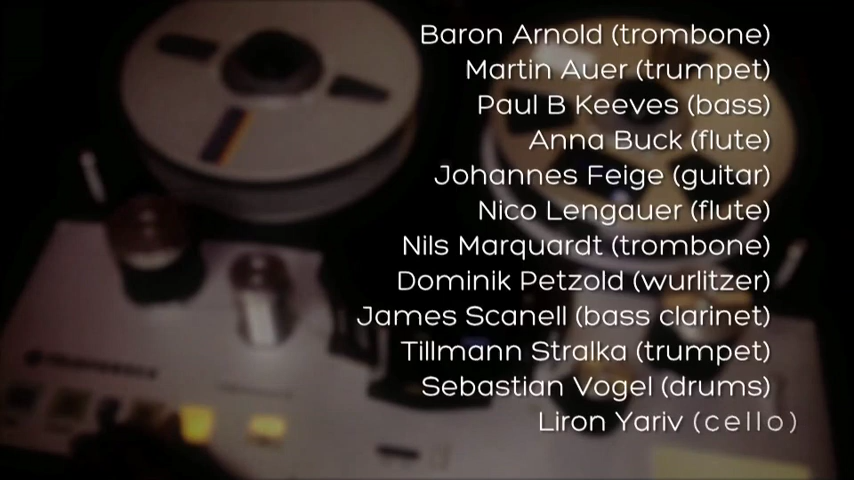 Baron Arnold (trombone)
Martin Auer (trumpet)
Paul B Keeves (bass)
Anna Buck (flute)
Johannes Feige (guitar)
Nico Lengauer (flute)
Nils Marquardt (trombone)
Dominik Petzold (wurlitzer)
James Scanell (bass clarinet)
Tillmann Stralka (trumpet)
Sebastian Vogel (drums)
Liron Yariv (cello)